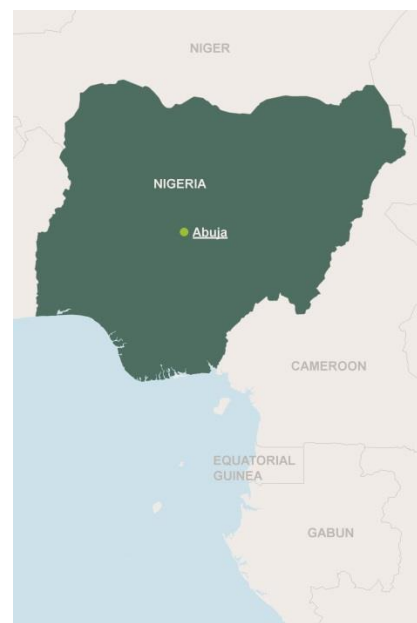 NIGER
NIGERIA
Abuja
CAMEROON
EQUATORIAL
GUINEA
GABUN